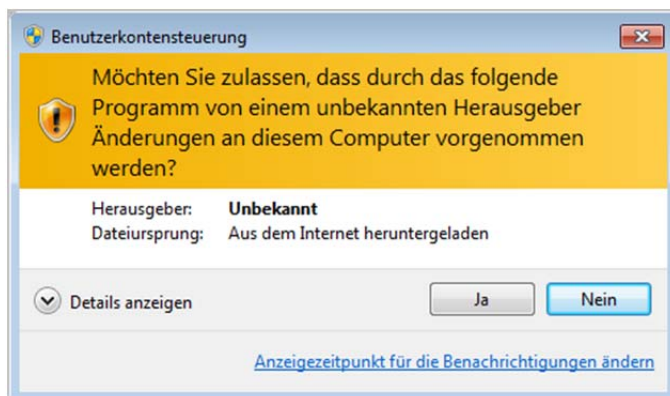 Benutzerkontensteuerung
Möchten Sie zulassen, dass durch das folgende
Programm von einem unbekannten Herausgeber
Änderungen an diesem Computer vorgenommen
werden?
Herausgeber: Unbekannt
Dateiursprung: Aus dem Internet heruntergeladen
Details anzeigen Ja Nein
Anzeigezeitpunkt für die Benachrichtigungen ändern